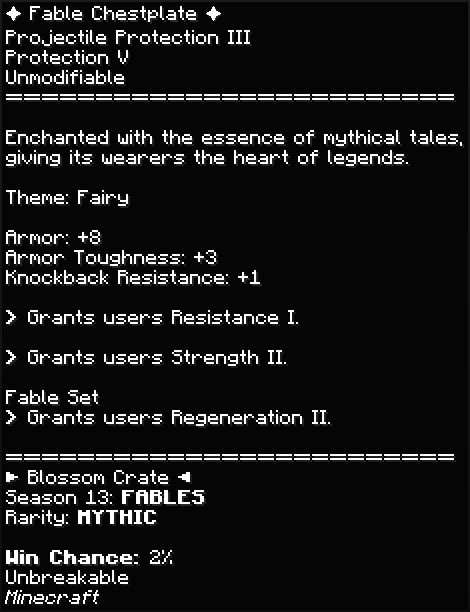 ✦ Fable Chestplate ✦
Projectile Protection III
Protection V
Unmodifiable
============================
Enchanted with the essence of mythical tales,
giving its wearers the heart of legends.
Theme: Fairy
Armor: +8
Armor Toughness: +3
Knockback Resistance: +1
> Grants users Resistance I.
> Grants users Strength II.
Fable Set
> Grants users Regeneration II.
============================
► Blossom Crate ◄
Season 13: FABLES
Rarity: MYTHIC
Win Chance: 2%
Unbreakable
Minecraft